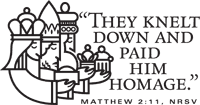 “THEY KNELT
DOWN AND
PAID
HIM
HOMAGE.”
MATTHEW 2:11, NRSV